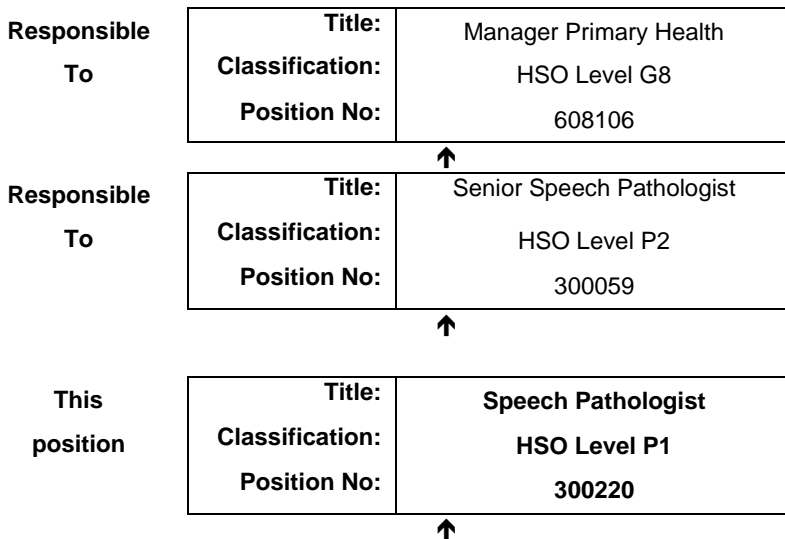 Responsible To
Title: Manager Primary Health
Classification: HSO Level G8
Position No: 608106
↑
Responsible To
Title: Senior Speech Pathologist
Classification: HSO Level P2
Position No: 300059
↑
This position
Title: Speech Pathologist
Classification: HSO Level P1
Position No: 300220
↑